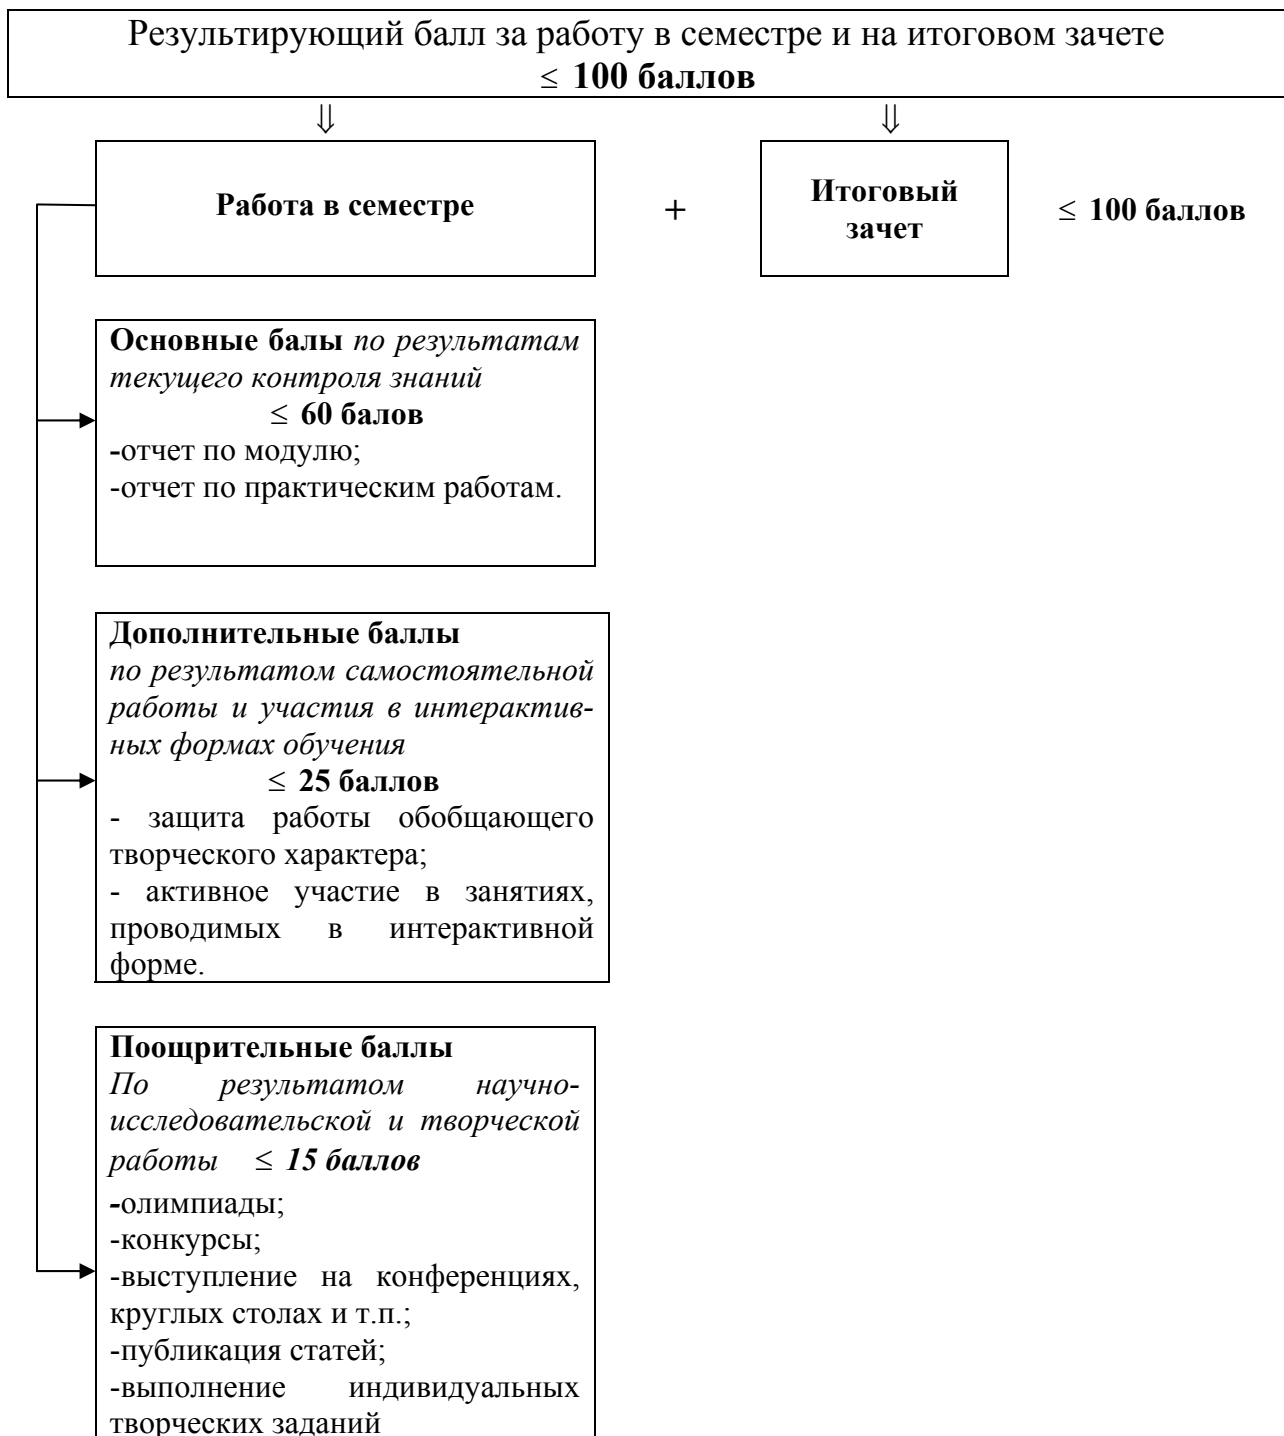 Результирующий балл за работу в семестре и на итоговом зачете
≤ 100 баллов
⇓ ⇓
Работа в семестре
+
Итоговый
зачет
≤ 100 баллов
Основные балы по результатам
текущего контроля знаний
≤ 60 балов
-отчет по модулю;
-отчет по практическим работам.
Дополнительные баллы
по результатом самостоятельной
работы и участия в интерактив-
ных формах обучения
≤ 25 баллов
- защита работы обобщающего
творческого характера;
- активное участие в занятиях,
проводимых в интерактивной
форме.
Поощрительные баллы
По результатом научно-
исследовательской и творческой
работы ≤ 15 баллов
-олимпиады;
-конкурсы;
-выступление на конференциях,
круглых столах и т.п.;
-публикация статей;
-выполнение индивидуальных
творческих заданий